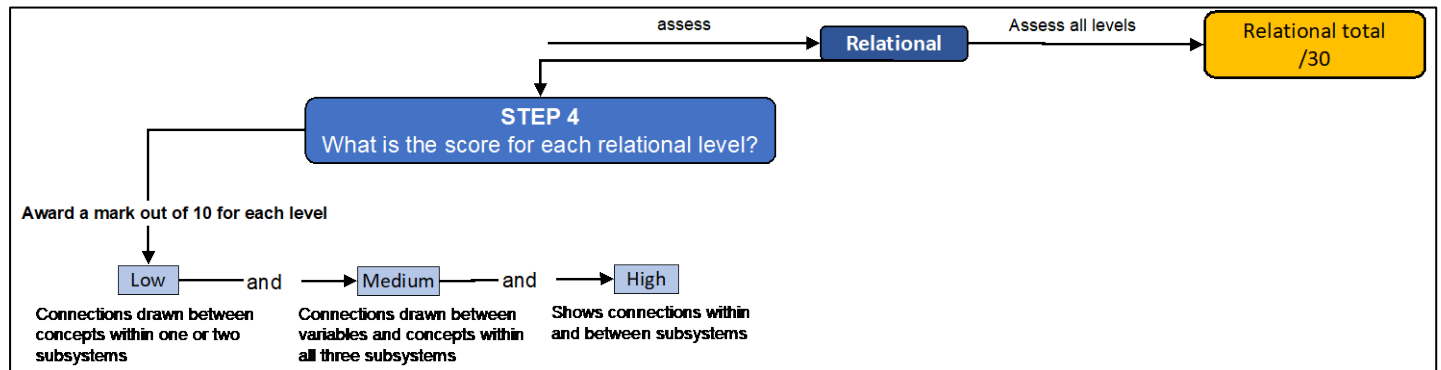 assess
Relational
Assess all levels
Relational total
/30
STEP 4
What is the score for each relational level?
Award a mark out of 10 for each level
Low
and
Medium
and
High
Connections drawn between
concepts within one or two
subsystems
Connections drawn between
variables and concepts within
all three subsystems
Shows connections within
and between subsystems